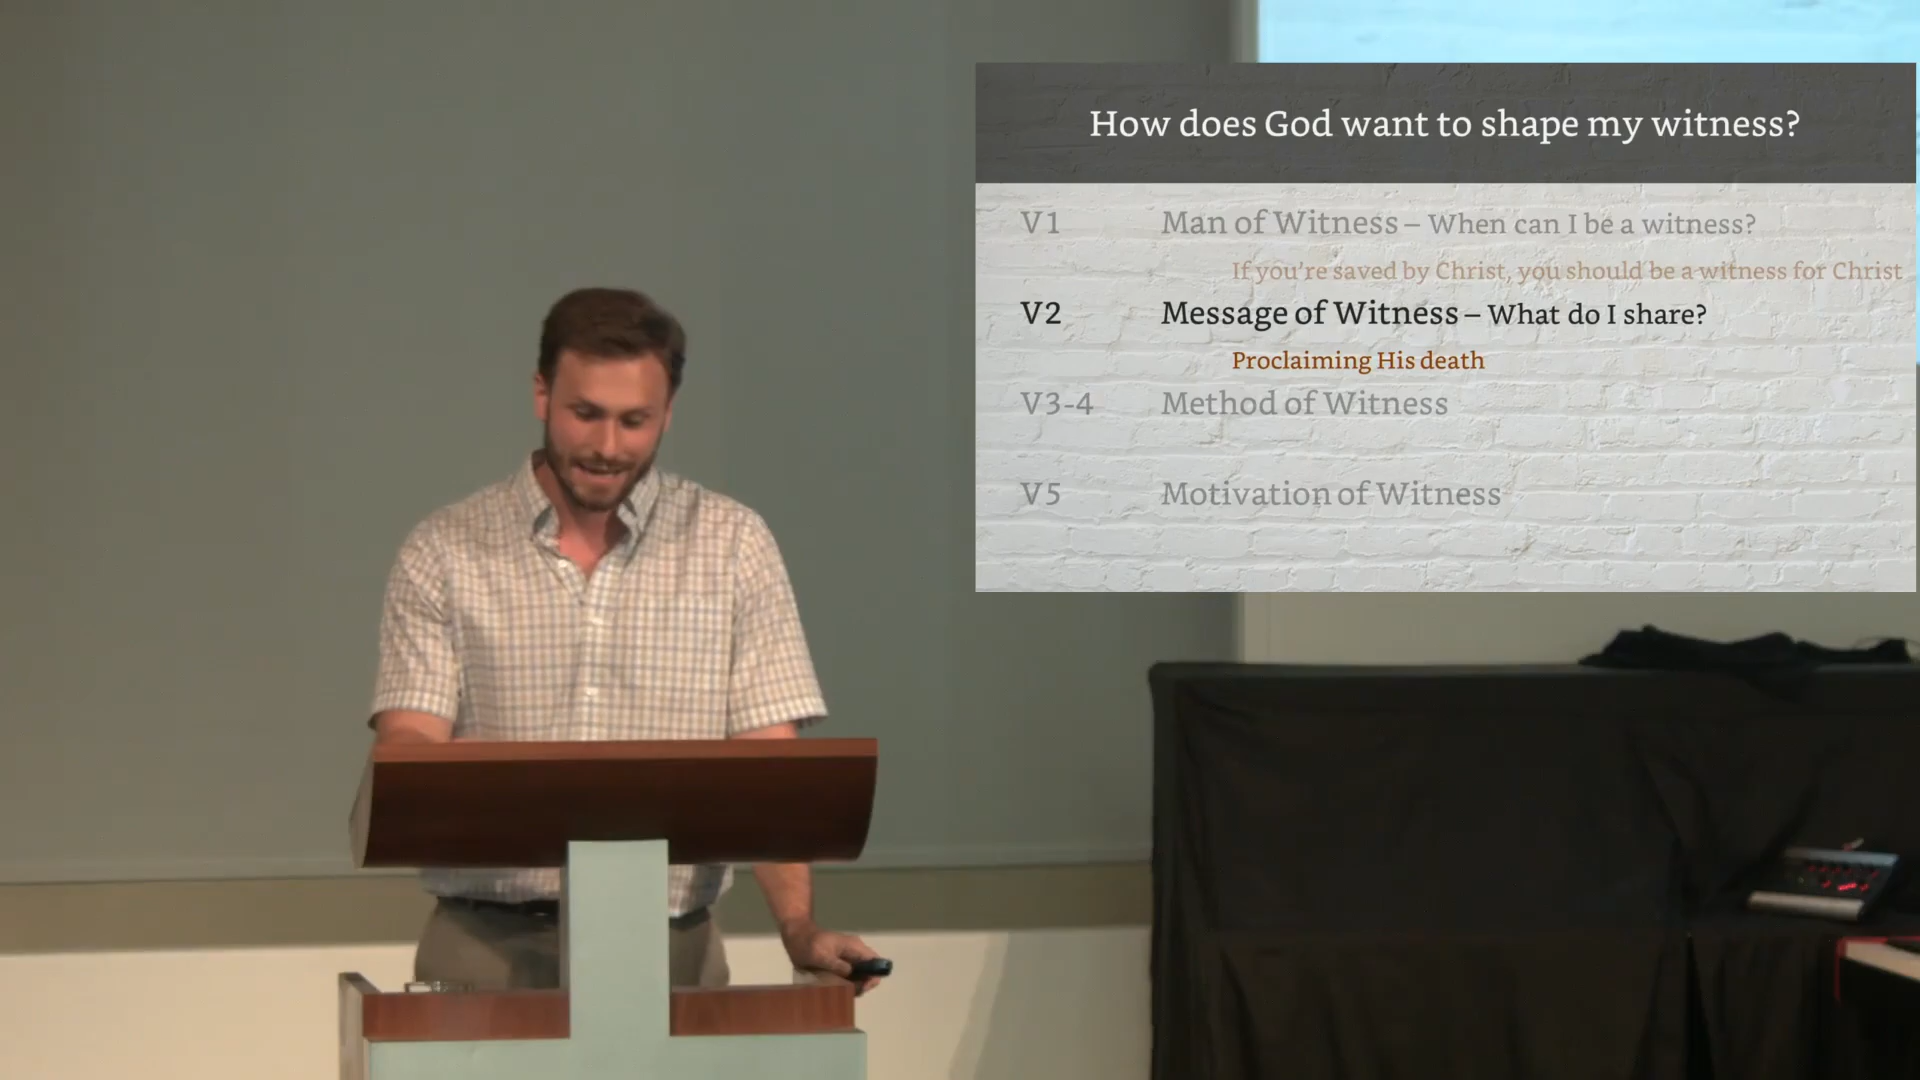 How does God want to shape my witness?
V1 Man of Witness – When can I be a witness?
If you're saved by Christ, you should be a witness for Christ
V2 Message of Witness – What do I share?
Proclaiming His death
V3-4 Method of Witness
V5 Motivation of Witness